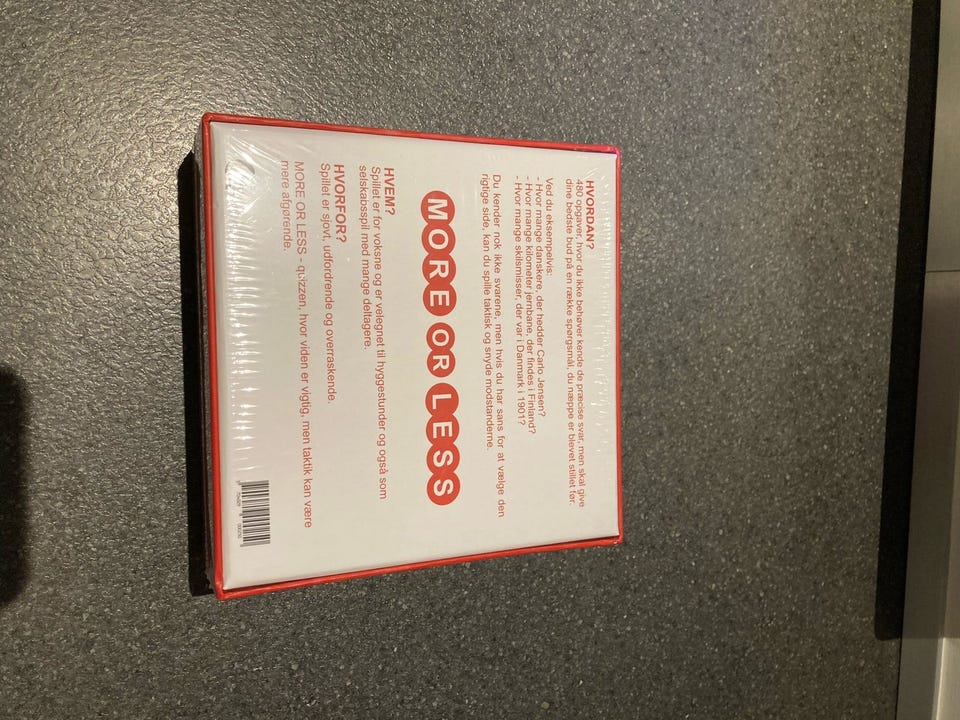 HVORDAN?
480 opgaver, hvor du ikke behøver kende de præcise svar, men skal give
dine bedste bud på en række spørgsmål, du næppe er blevet stillet før.
Ved du eksempelvis:
- Hvor mange danskere, der hedder Carlo Jensen?
- Hvor mange kilometer jernbane, der findes i Finland?
- Hvor mange skilsmisser, der var i Danmark i 1901?
Du kender nok ikke svarene, men hvis du har sans for at vælge den
rigtige side, kan du spille taktisk og snyde modstanderne.
MORE OR LESS
HVEM?
Spillet er for voksne og er velegnet til hyggestunder og også som
selskabsspil med mange deltagere.
HVORFOR?
Spillet er sjovt, udfordrende og overraskende.
MORE OR LESS - quizzen, hvor viden er vigtig, men taktik kan være
mere afgørende.